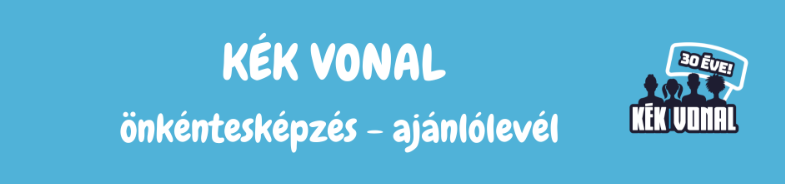 KÉK VONAL
önkéntesképzés - ajánlólevél
30 ÉVE!
KÉK VONAL